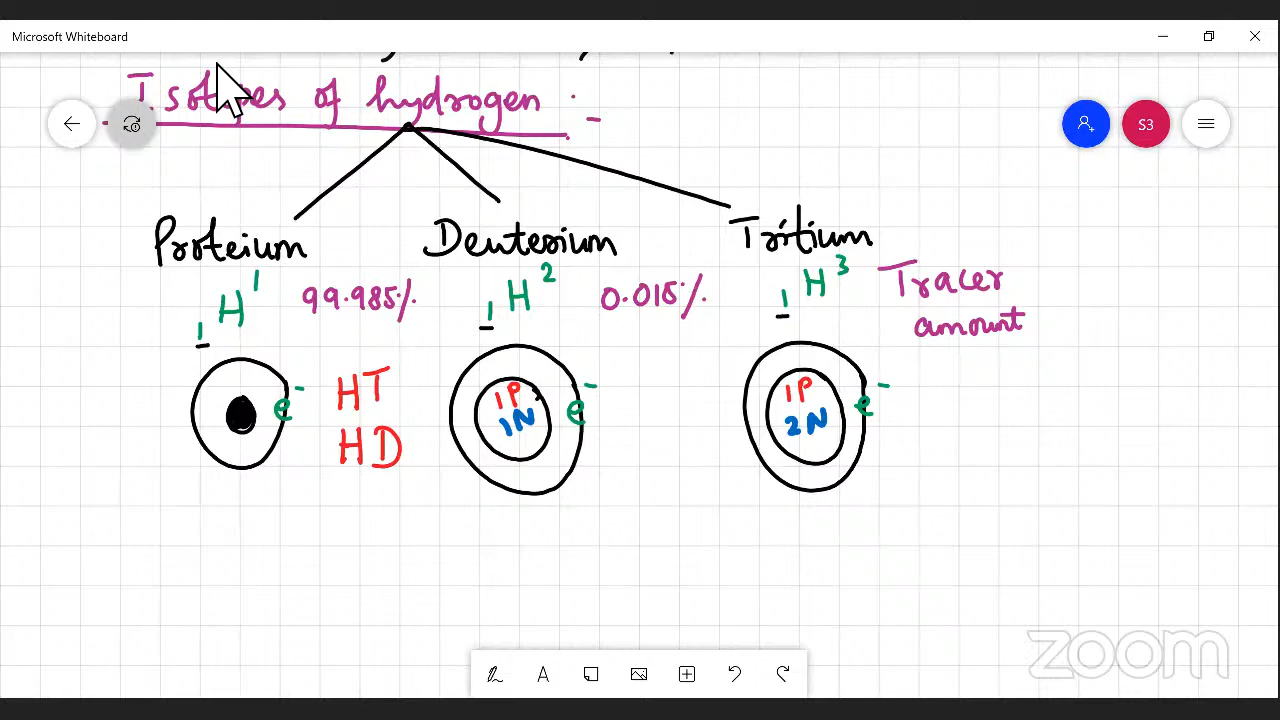 Microsoft Whiteboard
Isotopes of hydrogen :-
S3
Proteium Deuterium Tritium
1H1 99.985% 1H2 0.015% 1H3 Tracer
amount
e- HT 1P 1N e- 1P 2N e-
HD
zoom